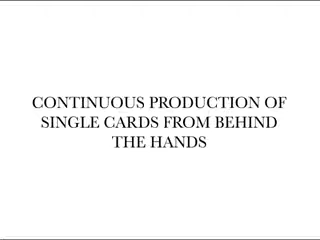 CONTINUOUS PRODUCTION OF
SINGLE CARDS FROM BEHIND
THE HANDS